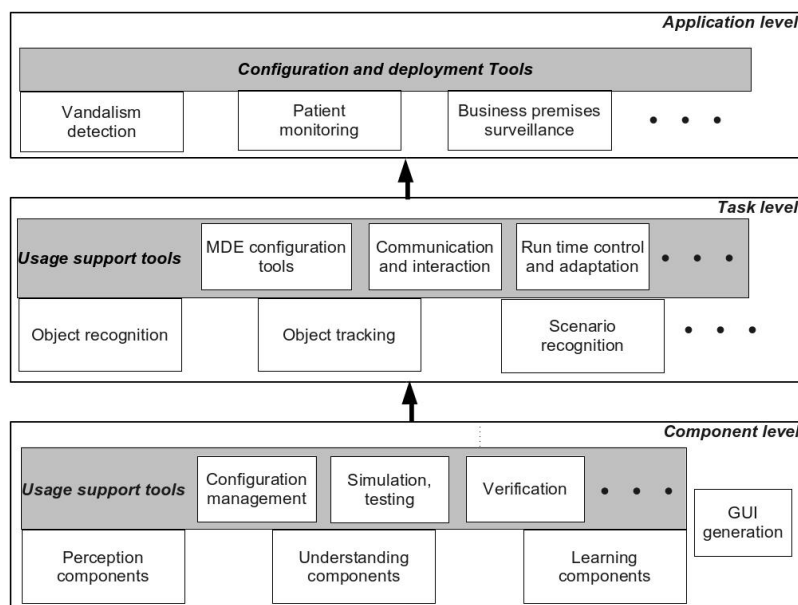 Application level
Configuration and deployment Tools
Vandalism
detection
Patient
monitoring
Business premises
surveillance
Task level
Usage support tools
MDE configuration
tools
Communication
and interaction
Run time control
and adaptation
Object recognition
Object tracking
Scenario
recognition
Component level
Usage support tools
Configuration
management
Simulation,
testing
Verification
GUI
generation
Perception
components
Understanding
components
Learning
components